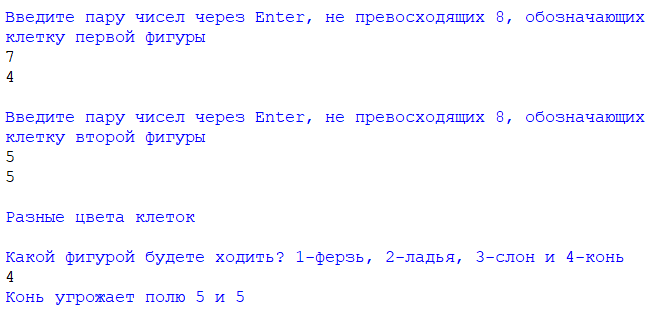 Введите пару чисел через Enter, не превосходящих 8, обозначающих
клетку первой фигуры
7
4
Введите пару чисел через Enter, не превосходящих 8, обозначающих
клетку второй фигуры
5
5
Разные цвета клеток
Какой фигурой будете ходить? 1-ферзь, 2-ладья, 3-слон и 4-конь
4
Конь угрожает полю 5 и 5